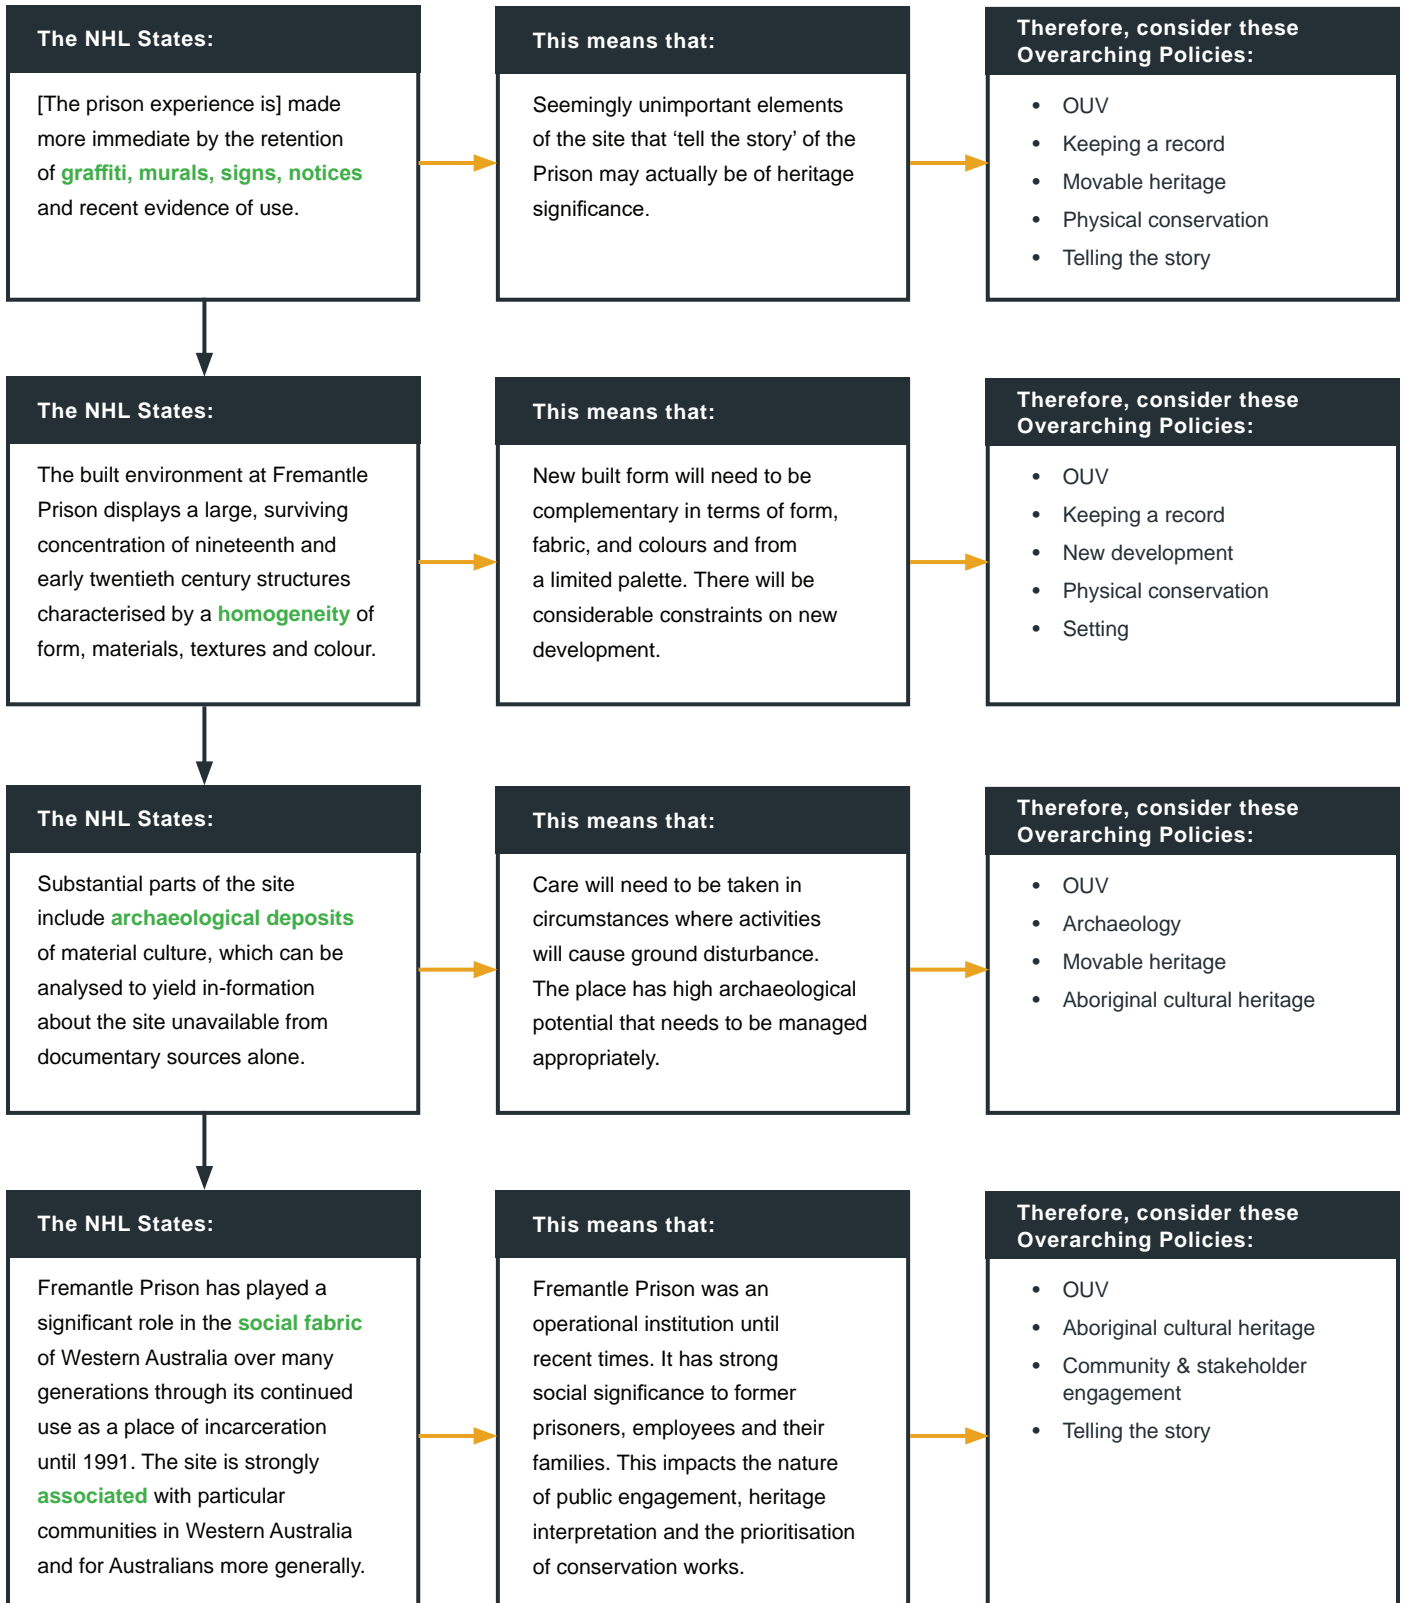 The NHL States:
[The prison experience is] made
more immediate by the retention
of graffiti, murals, signs, notices
and recent evidence of use.
This means that:
Seemingly unimportant elements
of the site that ‘tell the story’ of the
Prison may actually be of heritage
significance.
Therefore, consider these
Overarching Policies:
• OUV
• Keeping a record
• Movable heritage
• Physical conservation
• Telling the story
The NHL States:
The built environment at Fremantle
Prison displays a large, surviving
concentration of nineteenth and
early twentieth century structures
characterised by a homogeneity of
form, materials, textures and colour.
This means that:
New built form will need to be
complementary in terms of form,
fabric, and colours and from
a limited palette. There will be
considerable constraints on new
development.
Therefore, consider these
Overarching Policies:
• OUV
• Keeping a record
• New development
• Physical conservation
• Setting
The NHL States:
Substantial parts of the site
include archaeological deposits
of material culture, which can be
analysed to yield in-formation
about the site unavailable from
documentary sources alone.
This means that:
Care will need to be taken in
circumstances where activities
will cause ground disturbance.
The place has high archaeological
potential that needs to be managed
appropriately.
Therefore, consider these
Overarching Policies:
• OUV
• Archaeology
• Movable heritage
• Aboriginal cultural heritage
The NHL States:
Fremantle Prison has played a
significant role in the social fabric
of Western Australia over many
generations through its continued
use as a place of incarceration
until 1991. The site is strongly
associated with particular
communities in Western Australia
and for Australians more generally.
This means that:
Fremantle Prison was an
operational institution until
recent times. It has strong
social significance to former
prisoners, employees and their
families. This impacts the nature
of public engagement, heritage
interpretation and the prioritisation
of conservation works.
Therefore, consider these
Overarching Policies:
• OUV
• Aboriginal cultural heritage
• Community & stakeholder
engagement
• Telling the story